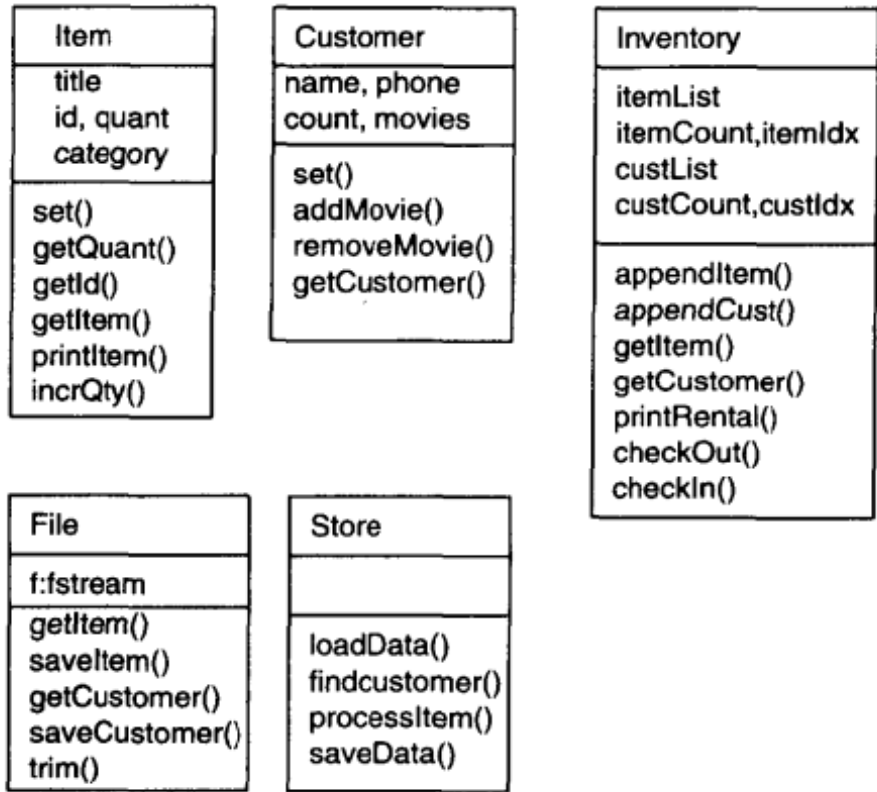 Item
title
id, quant
category
set()
getQuant()
getId()
getItem()
printItem()
incrQty()
Customer
name, phone
count, movies
set()
addMovie()
removeMovie()
getCustomer()
Inventory
itemList
itemCount,itemIdx
custList
custCount,custIdx
appendItem()
appendCust()
getItem()
getCustomer()
printRental()
checkOut()
checkIn()
File
f:fstream
getItem()
saveItem()
getCustomer()
saveCustomer()
trim()
Store
loadData()
findcustomer()
processItem()
saveData()